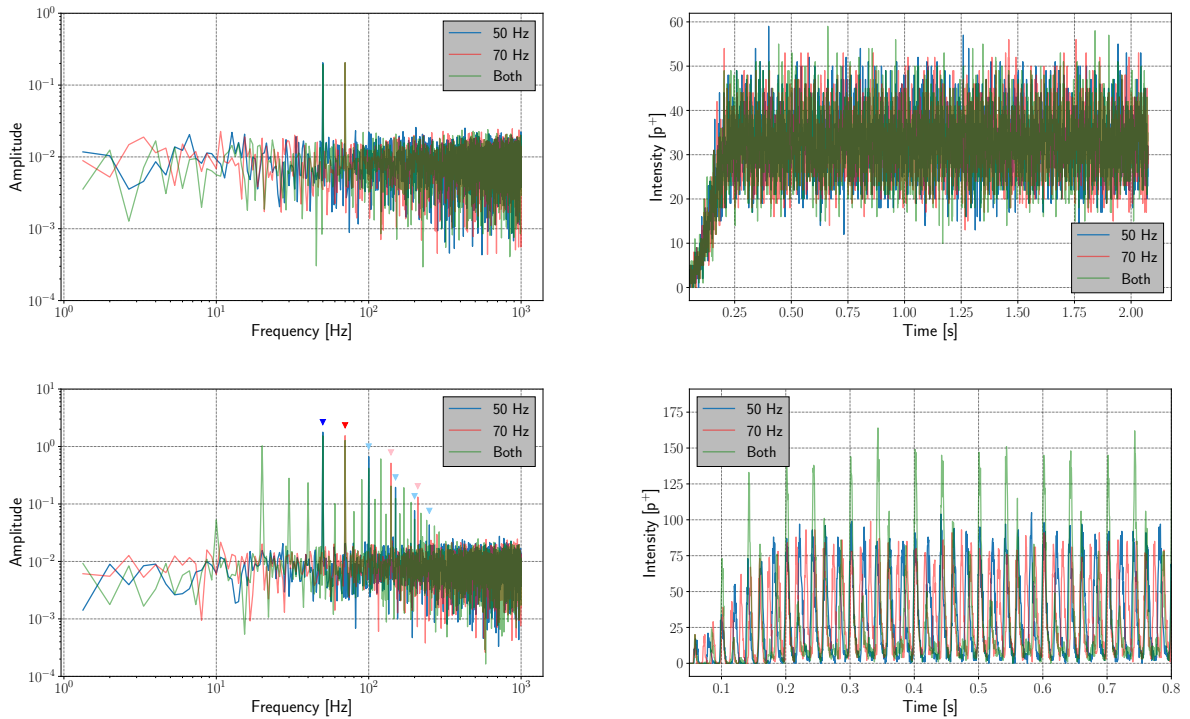 10⁰
10⁻¹
10⁻²
10⁻³
10⁻⁴
Amplitude
50 Hz
70 Hz
Both
10⁰ 10¹ 10² 10³
Frequency [Hz]
60
50
40
30
20
10
0
Intensity [p⁺]
50 Hz
70 Hz
Both
0.25 0.50 0.75 1.00 1.25 1.50 1.75 2.00
Time [s]
10¹
10⁰
10⁻¹
10⁻²
10⁻³
10⁻⁴
Amplitude
50 Hz
70 Hz
Both
10⁰ 10¹ 10² 10³
Frequency [Hz]
175
150
125
100
75
50
25
0
Intensity [p⁺]
50 Hz
70 Hz
Both
0.1 0.2 0.3 0.4 0.5 0.6 0.7 0.8
Time [s]